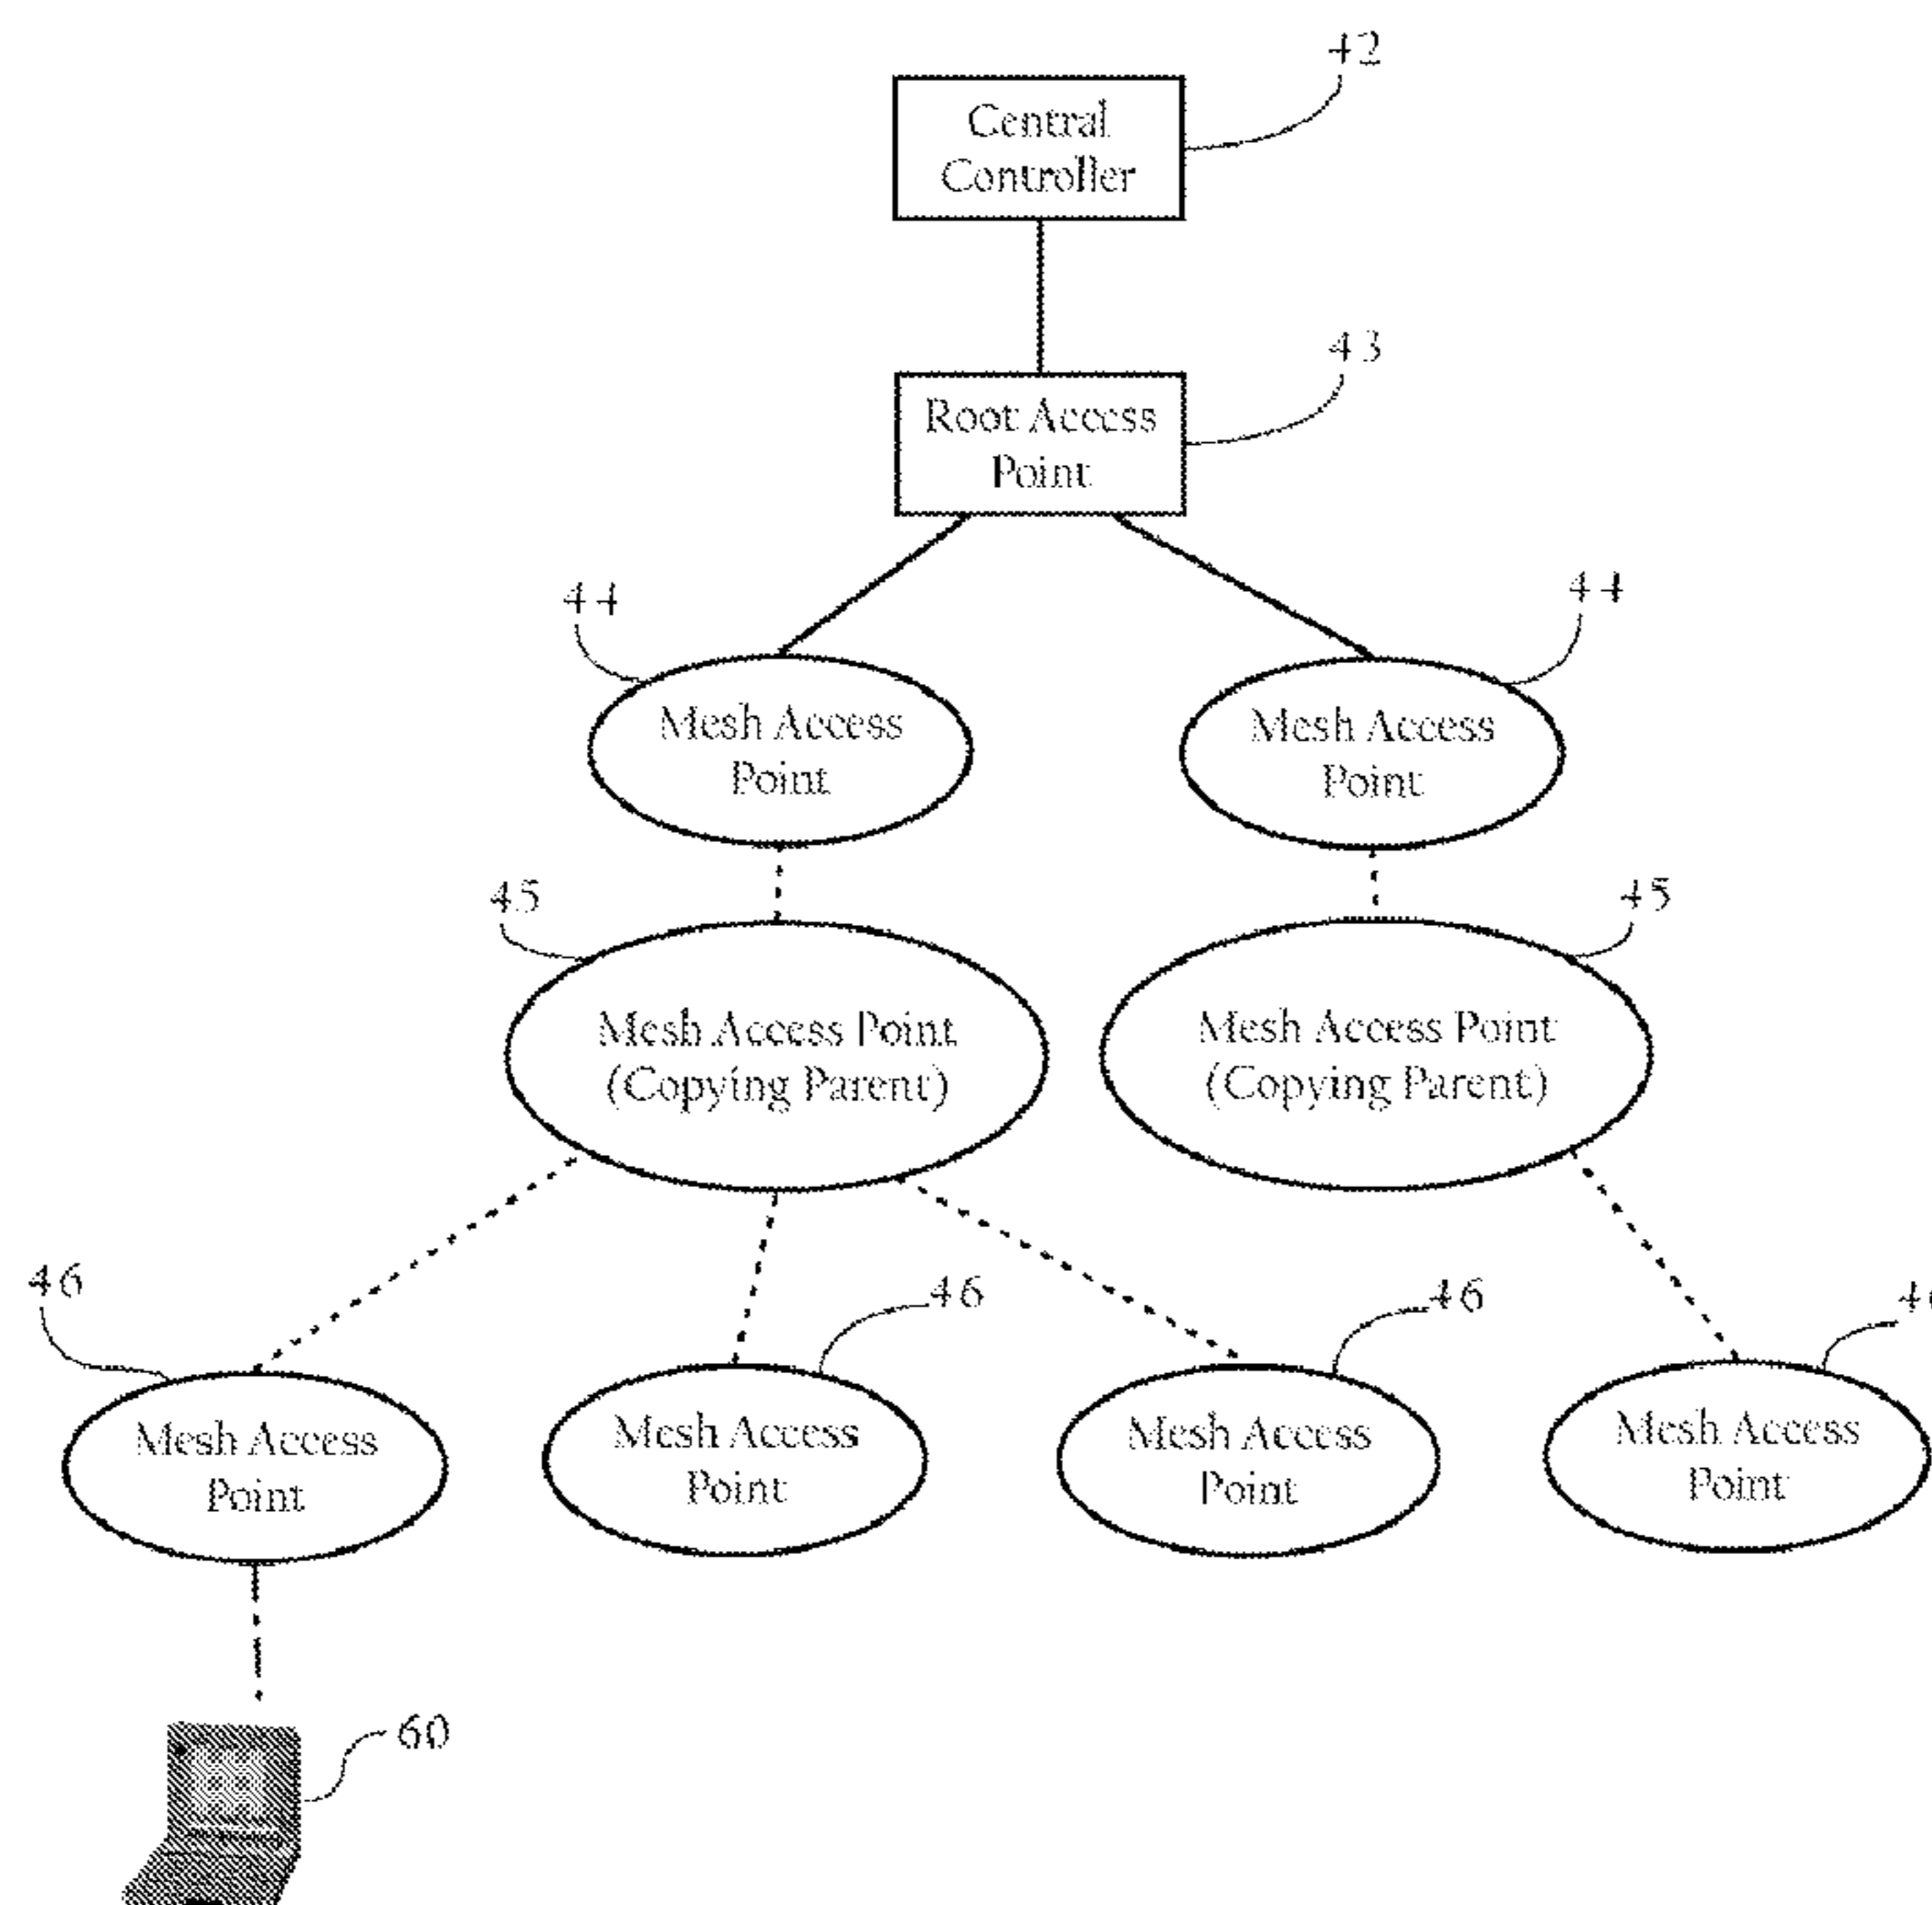 42
Central
Controller
43
Root Access
Point
44
44
Mesh Access
Point
Mesh Access
Point
45
45
Mesh Access Point
(Copying Parent)
Mesh Access Point
(Copying Parent)
46
46
46
Mesh Access
Point
Mesh Access
Point
Mesh Access
Point
Mesh Access
Point
60